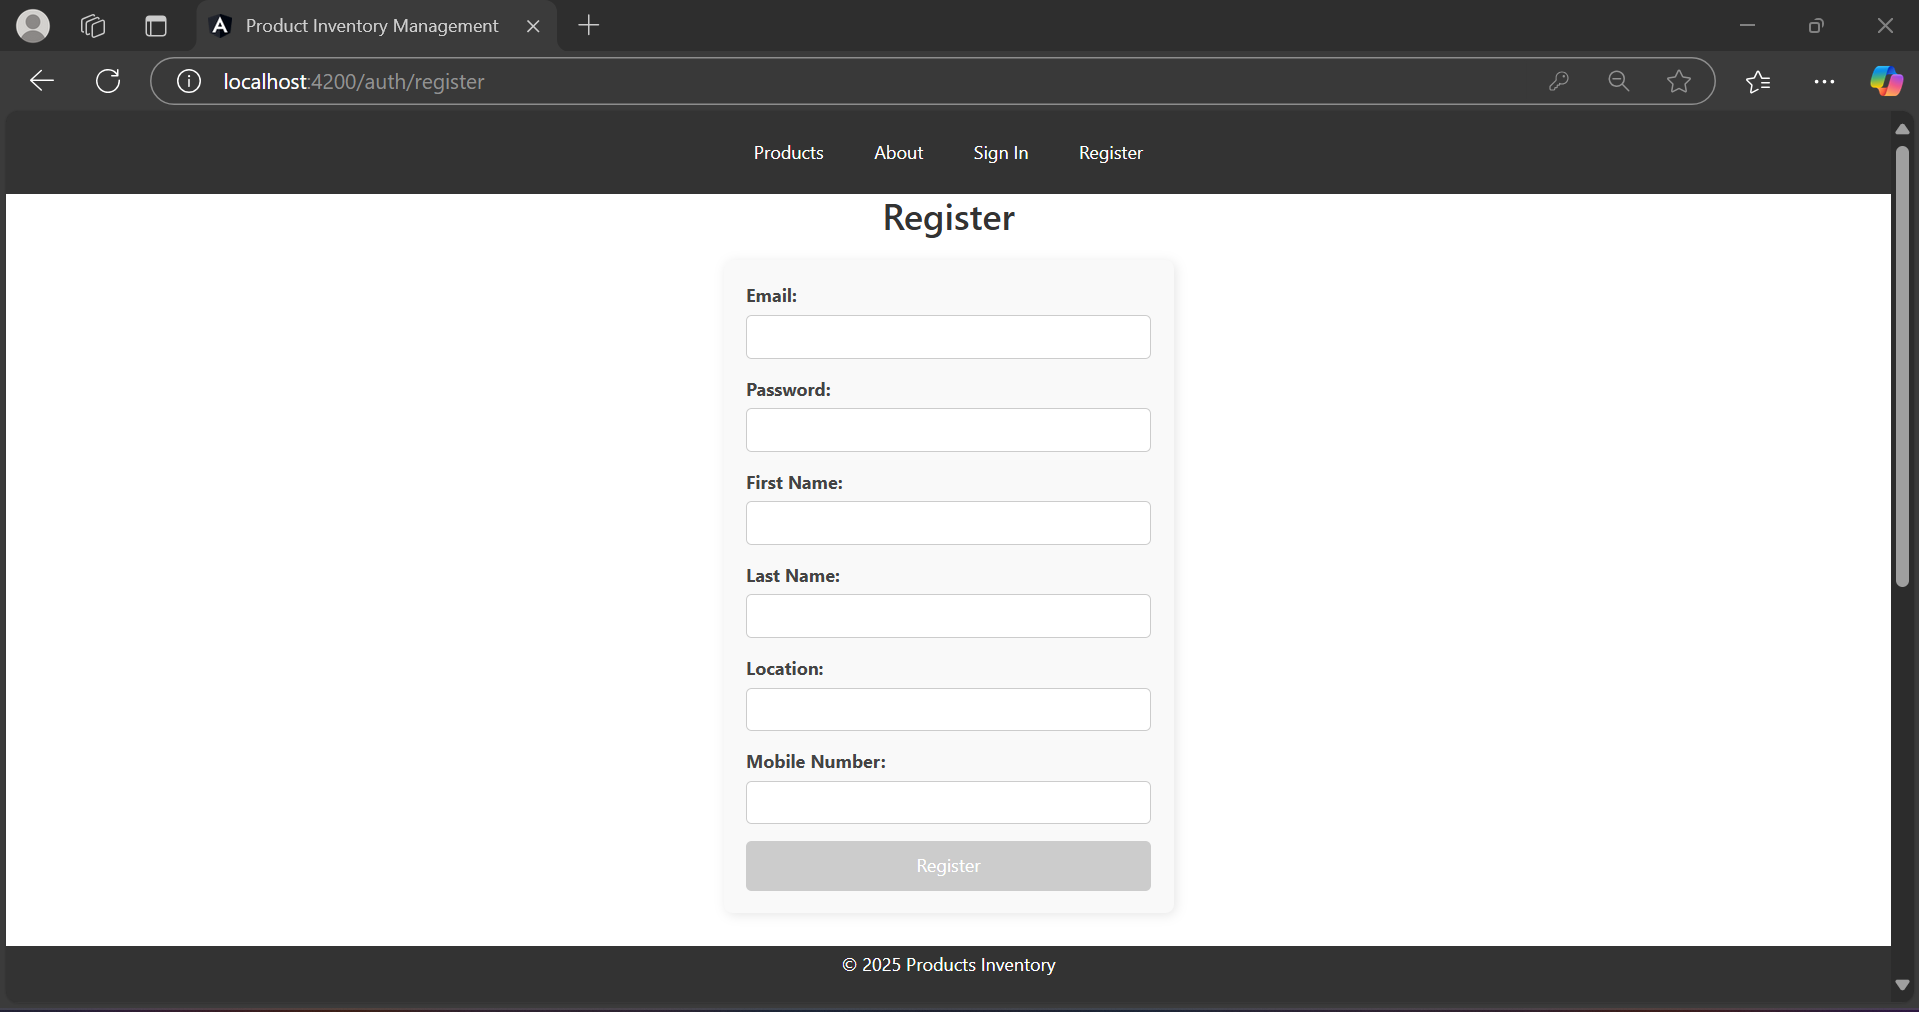 Product Inventory Management
localhost:4200/auth/register
Products About Sign In Register
Register
Email:
Password:
First Name:
Last Name:
Location:
Mobile Number:
Register
© 2025 Products Inventory